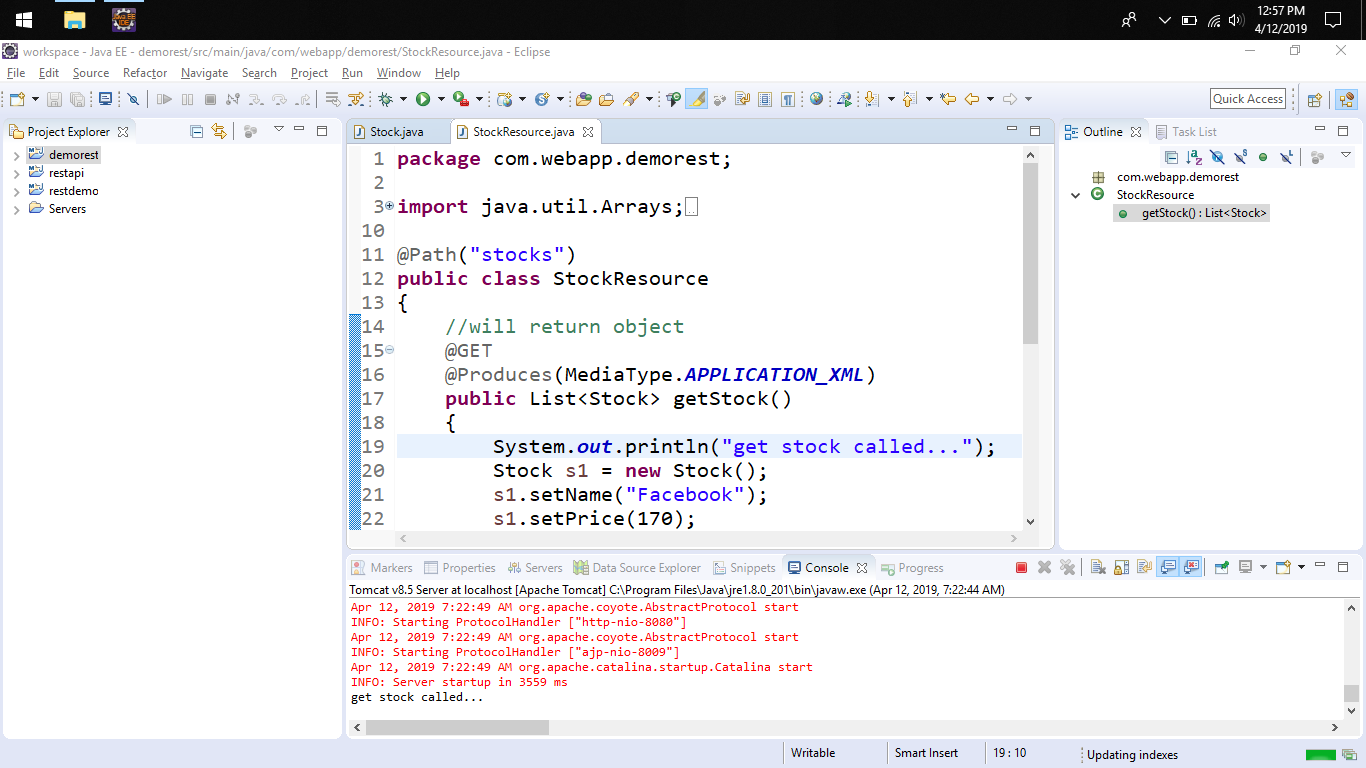 12:57 PM
4/12/2019
workspace - Java EE - demorest/src/main/java/com/webapp/demorest/StockResource.java - Eclipse
File Edit Source Refactor Navigate Search Project Run Window Help
Quick Access
Project Explorer
demorest
restapi
restdemo
Servers
Stock.java StockResource.java
1 package com.webapp.demorest;
2
3 import java.util.Arrays;
10
11 @Path("stocks")
12 public class StockResource
13 {
14 //will return object
15 @GET
16 @Produces(MediaType.APPLICATION_XML)
17 public List<Stock> getStock()
18 {
19 System.out.println("get stock called...");
20 Stock s1 = new Stock();
21 s1.setName("Facebook");
22 s1.setPrice(170);
Outline Task List
com.webapp.demorest
StockResource
getStock() : List<Stock>
Markers Properties Servers Data Source Explorer Snippets Console Progress
Tomcat v8.5 Server at localhost [Apache Tomcat] C:\Program Files\Java\jre1.8.0_201\bin\javaw.exe (Apr 12, 2019, 7:22:44 AM)
Apr 12, 2019 7:22:49 AM org.apache.coyote.AbstractProtocol start
INFO: Starting ProtocolHandler ["http-nio-8080"]
Apr 12, 2019 7:22:49 AM org.apache.coyote.AbstractProtocol start
INFO: Starting ProtocolHandler ["ajp-nio-8009"]
Apr 12, 2019 7:22:49 AM org.apache.catalina.startup.Catalina start
INFO: Server startup in 3559 ms
get stock called...
Writable Smart Insert 19 : 10 Updating indexes